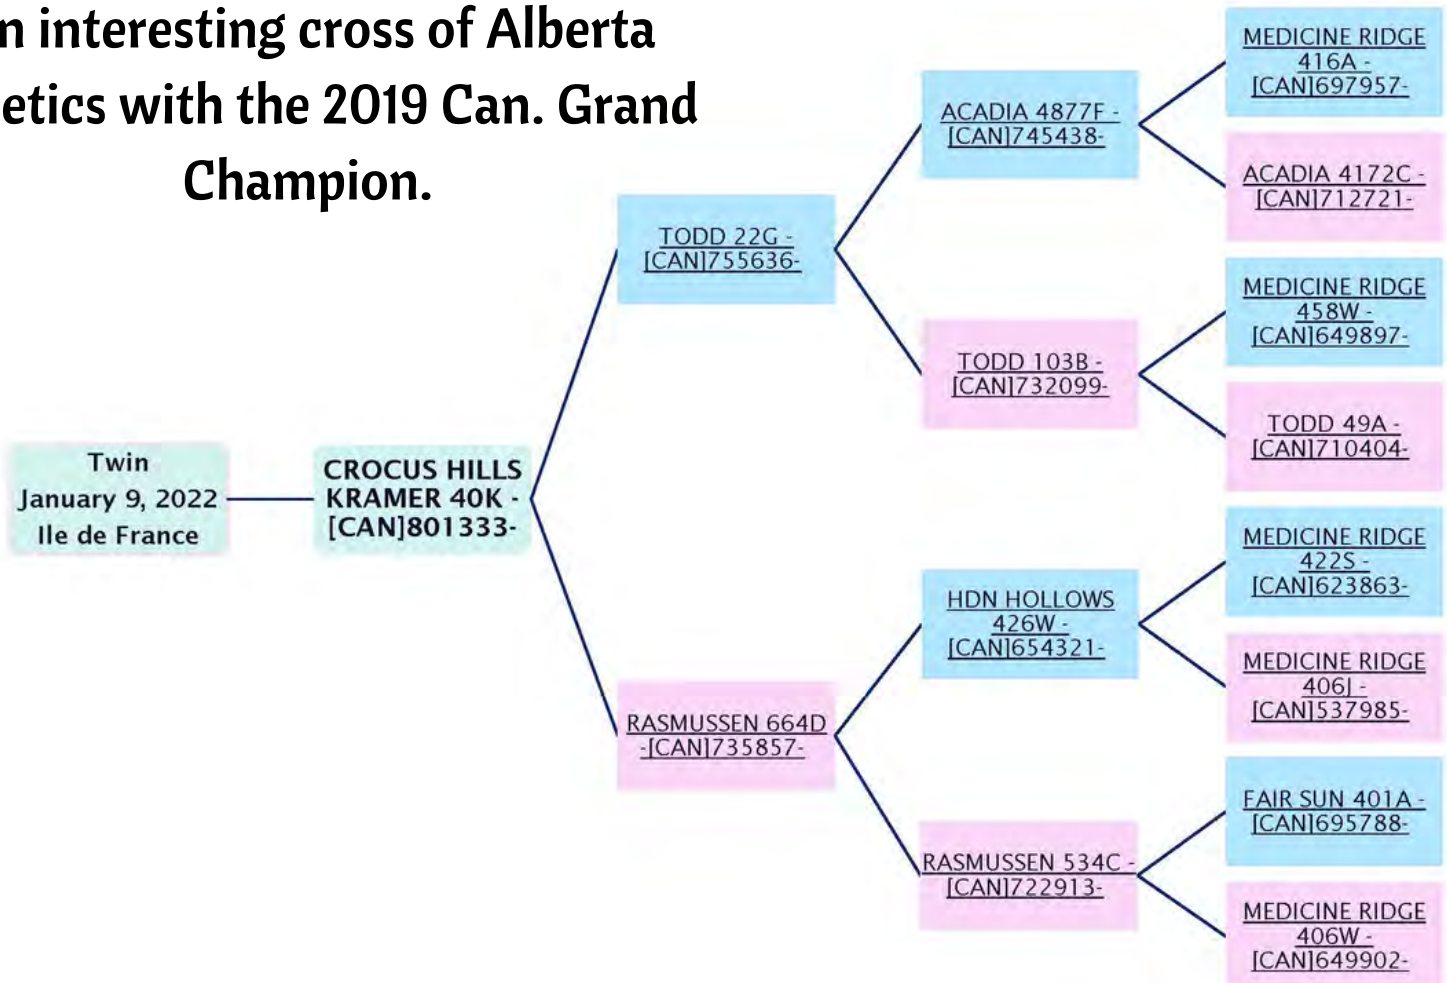 n interesting cross of Alberta
etics with the 2019 Can. Grand
Champion.
Twin
January 9, 2022
Ile de France
CROCUS HILLS
KRAMER 40K -
[CAN]801333-
TODD 22G -
[CAN]755636-
RASMUSSEN 664D
-[CAN]735857-
ACADIA 4877F -
[CAN]745438-
TODD 103B -
[CAN]732099-
HDN HOLLOWS
426W -
[CAN]654321-
RASMUSSEN 534C -
[CAN]722913-
MEDICINE RIDGE
416A -
[CAN]697957-
ACADIA 4172C -
[CAN]712721-
MEDICINE RIDGE
458W -
[CAN]649897-
TODD 49A -
[CAN]710404-
MEDICINE RIDGE
422S -
[CAN]623863-
MEDICINE RIDGE
406J -
[CAN]537985-
FAIR SUN 401A -
[CAN]695788-
MEDICINE RIDGE
406W -
[CAN]649902-